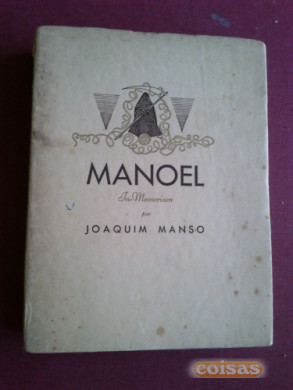 MANOEL
In-Memoriam
por
JOAQUIM MANSO
coisas